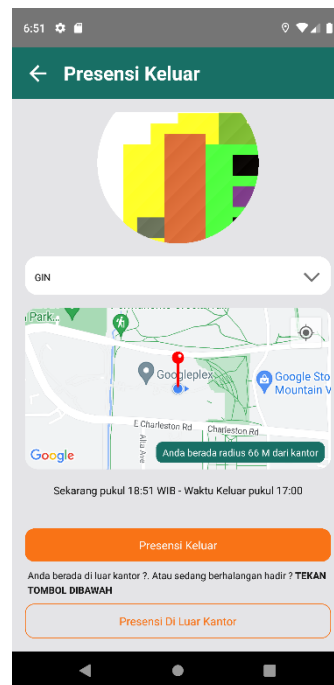 6:51
Presensi Keluar
GIN
Park
Googleplex
Google Sto
Mountain V
E Charleston Rd
Charleston Rd
Alta Ave
Google
Anda berada radius 66 M dari kantor
Sekarang pukul 18:51 WIB - Waktu Keluar pukul 17:00
Presensi Keluar
Anda berada di luar kantor ?. Atau sedang berhalangan hadir ? TEKAN
TOMBOL DIBAWAH
Presensi Di Luar Kantor